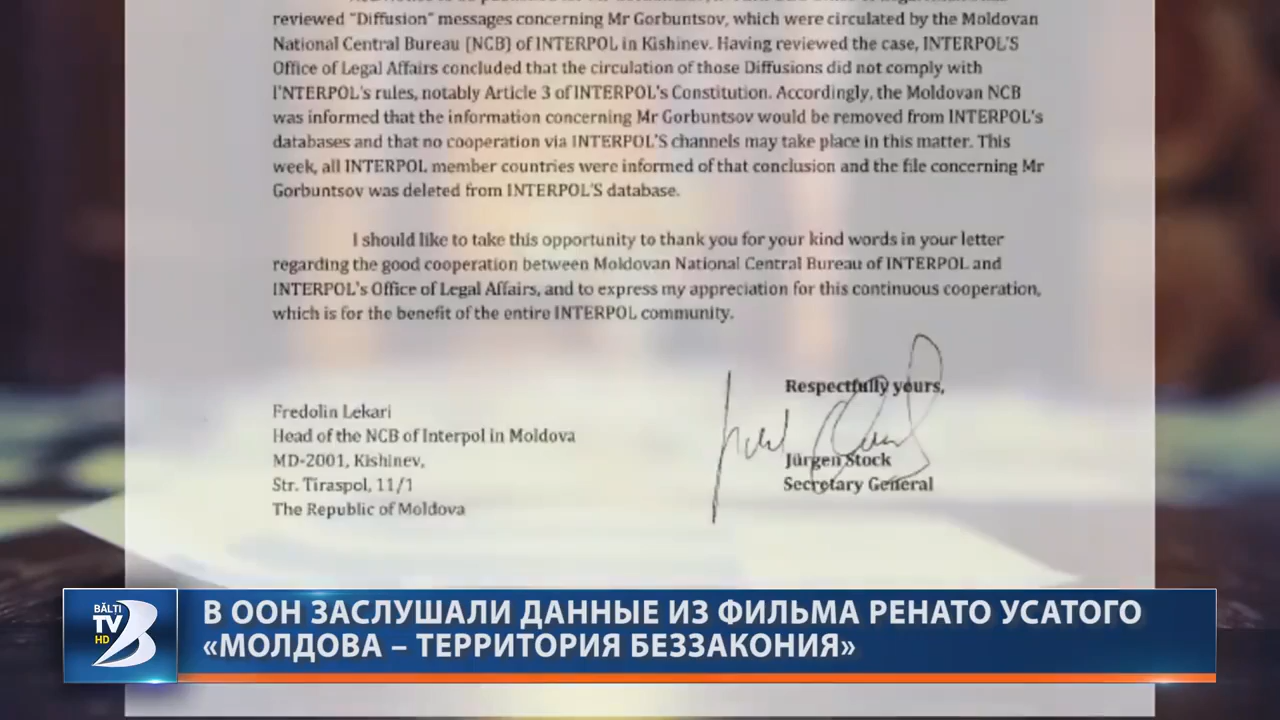 reviewed "Diffusion" messages concerning Mr Gorbuntsov, which were circulated by the Moldovan
National Central Bureau (NCB) of INTERPOL in Kishinev. Having reviewed the case, INTERPOL'S
Office of Legal Affairs concluded that the circulation of those Diffusions did not comply with
I'NTERPOL's rules, notably Article 3 of INTERPOL's Constitution. Accordingly, the Moldovan NCB
was informed that the information concerning Mr Gorbuntsov would be removed from INTERPOL's
databases and that no cooperation via INTERPOL'S channels may take place in this matter. This
week, all INTERPOL member countries were informed of that conclusion and the file concerning Mr
Gorbuntsov was deleted from INTERPOL'S database.
I should like to take this opportunity to thank you for your kind words in your letter
regarding the good cooperation between Moldovan National Central Bureau of INTERPOL and
INTERPOL's Office of Legal Affairs, and to express my appreciation for this continuous cooperation,
which is for the benefit of the entire INTERPOL community.
Respectfully yours,
Jürgen Stock
Secretary General
Fredolin Lekari
Head of the NCB of Interpol in Moldova
MD-2001, Kishinev,
Str. Tiraspol, 11/1
The Republic of Moldova
BĂLȚI
TV
HD
В ООН ЗАСЛУШАЛИ ДАННЫЕ ИЗ ФИЛЬМА РЕНАТО УСАТОГО
«МОЛДОВА – ТЕРРИТОРИЯ БЕЗЗАКОНИЯ»